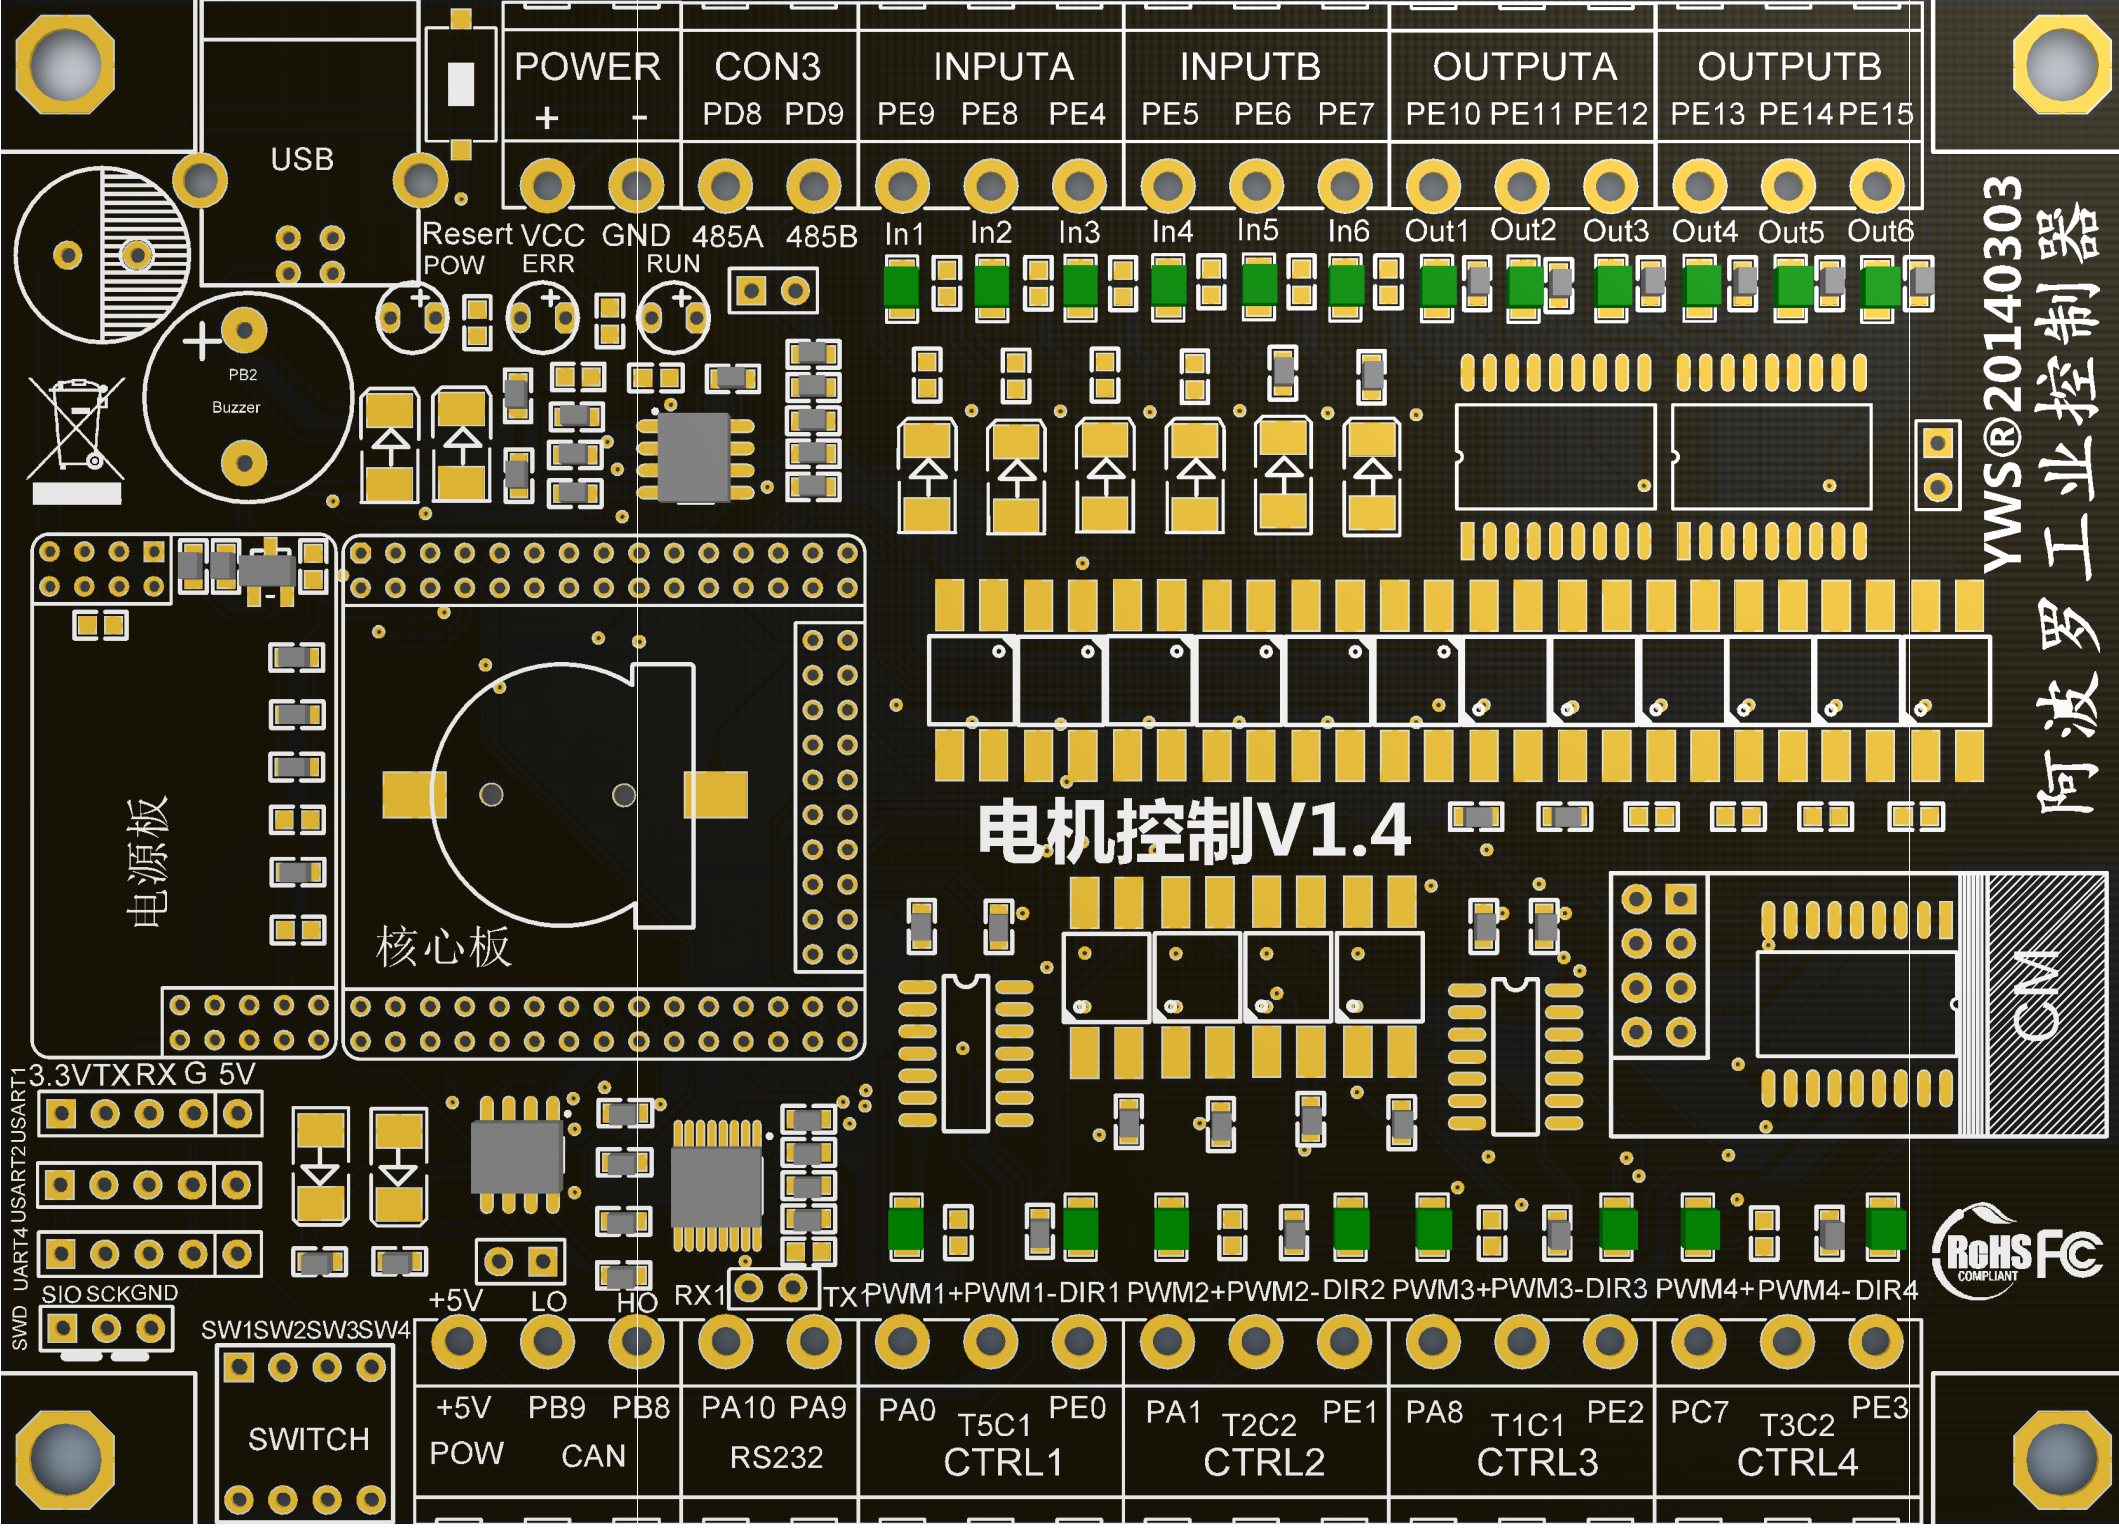 POWER CON3 INPUTA INPUTB OUTPUTA OUTPUTB
+ - PD8 PD9 PE9 PE8 PE4 PE5 PE6 PE7 PE10 PE11 PE12 PE13 PE14 PE15
USB
Resert VCC GND 485A 485B In1 In2 In3 In4 In5 In6 Out1 Out2 Out3 Out4 Out5 Out6
POW ERR RUN
+ + +
+
PB2
Buzzer
YWS®20140303
阿波罗工业控制器
电源板
核心板
电机控制V1.4
CM
3.3V TX RX G 5V
USART1
USART2
UART4
SWD
SIO SCK GND
SW1 SW2 SW3 SW4
SWITCH
+5V LO HO RX1 TX1 PWM1+ PWM1- DIR1 PWM2+ PWM2- DIR2 PWM3+ PWM3- DIR3 PWM4+ PWM4- DIR4
RoHS
COMPLIANT
FC
+5V PB9 PB8 PA10 PA9 PA0 T5C1 PE0 PA1 T2C2 PE1 PA8 T1C1 PE2 PC7 T3C2 PE3
POW CAN RS232 CTRL1 CTRL2 CTRL3 CTRL4